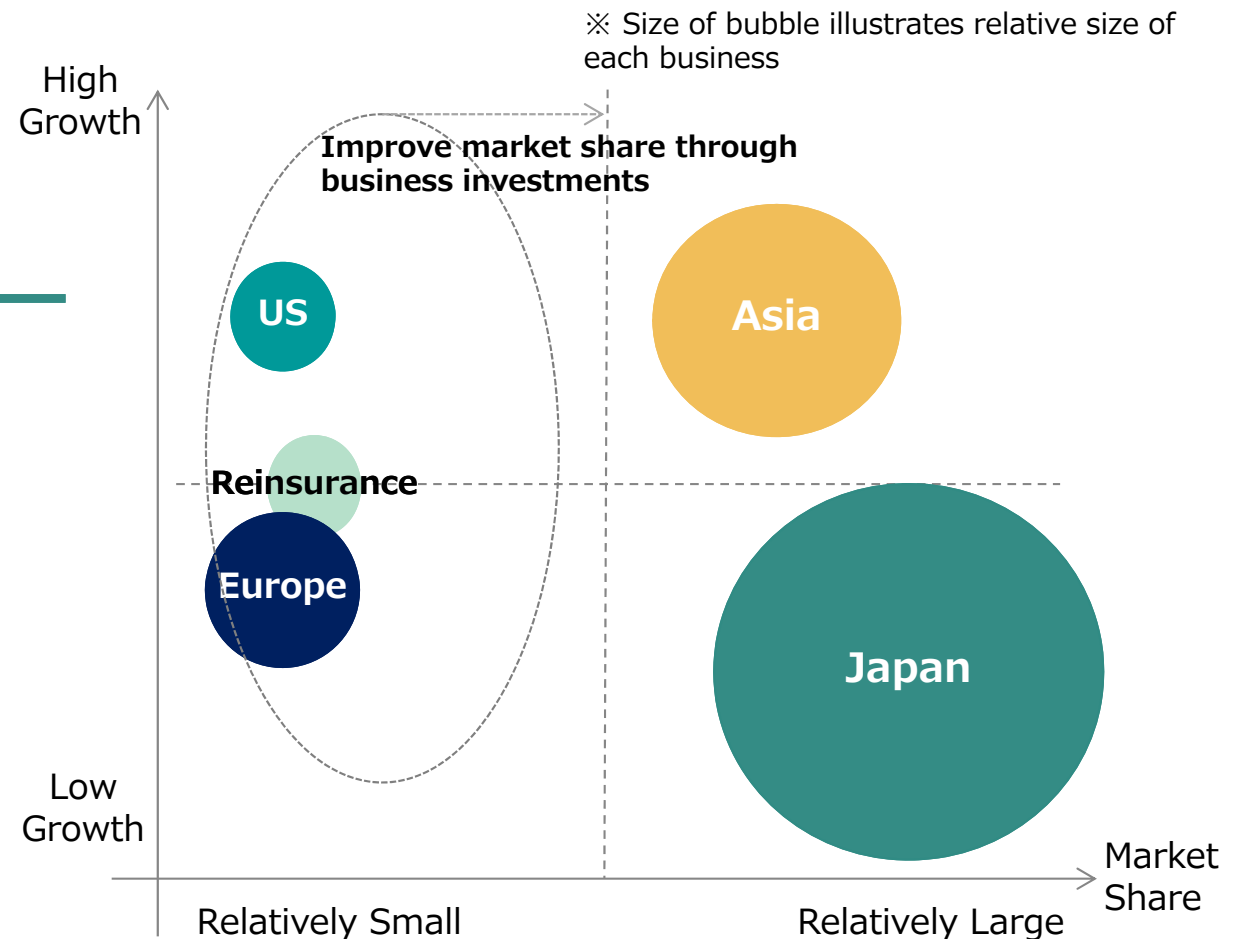 ※ Size of bubble illustrates relative size of
each business
High
Growth
Improve market share through
business investments
US
Asia
Reinsurance
Europe
Japan
Low
Growth
Market
Share
Relatively Small
Relatively Large